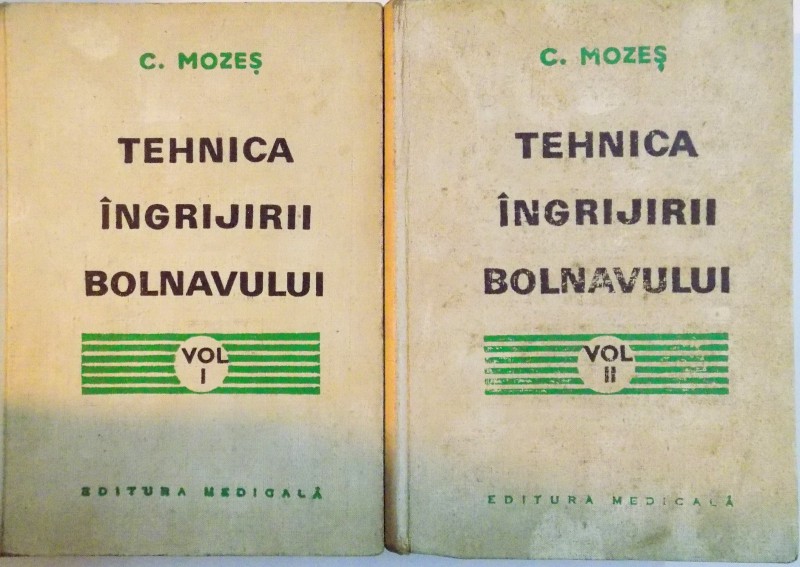 C. MOZEȘ
TEHNICA
ÎNGRIJIRII
BOLNAVULUI
VOL
I
EDITURA MEDICALĂ
C. MOZEȘ
TEHNICA
ÎNGRIJIRII
BOLNAVULUI
VOL
II
EDITURA MEDICALĂ